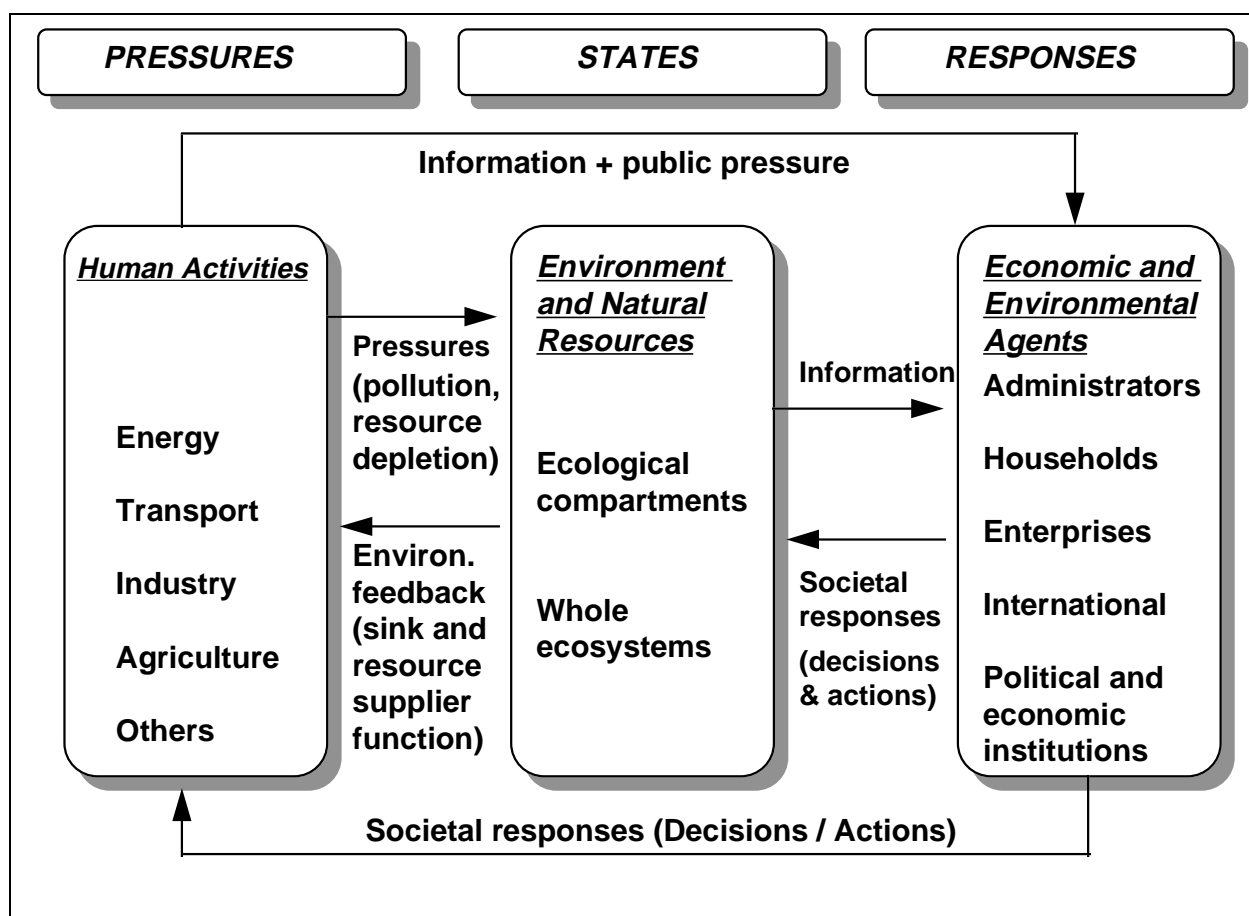 PRESSURES
STATES
RESPONSES
Information + public pressure
Human Activities
Energy
Transport
Industry
Agriculture
Others
Pressures
(pollution,
resource
depletion)
Environ.
feedback
(sink and
resource
supplier
function)
Environment
and Natural
Resources
Ecological
compartments
Whole
ecosystems
Information
Societal
responses
(decisions
& actions)
Economic and
Environmental
Agents
Administrators
Households
Enterprises
International
Political and
economic
institutions
Societal responses (Decisions / Actions)